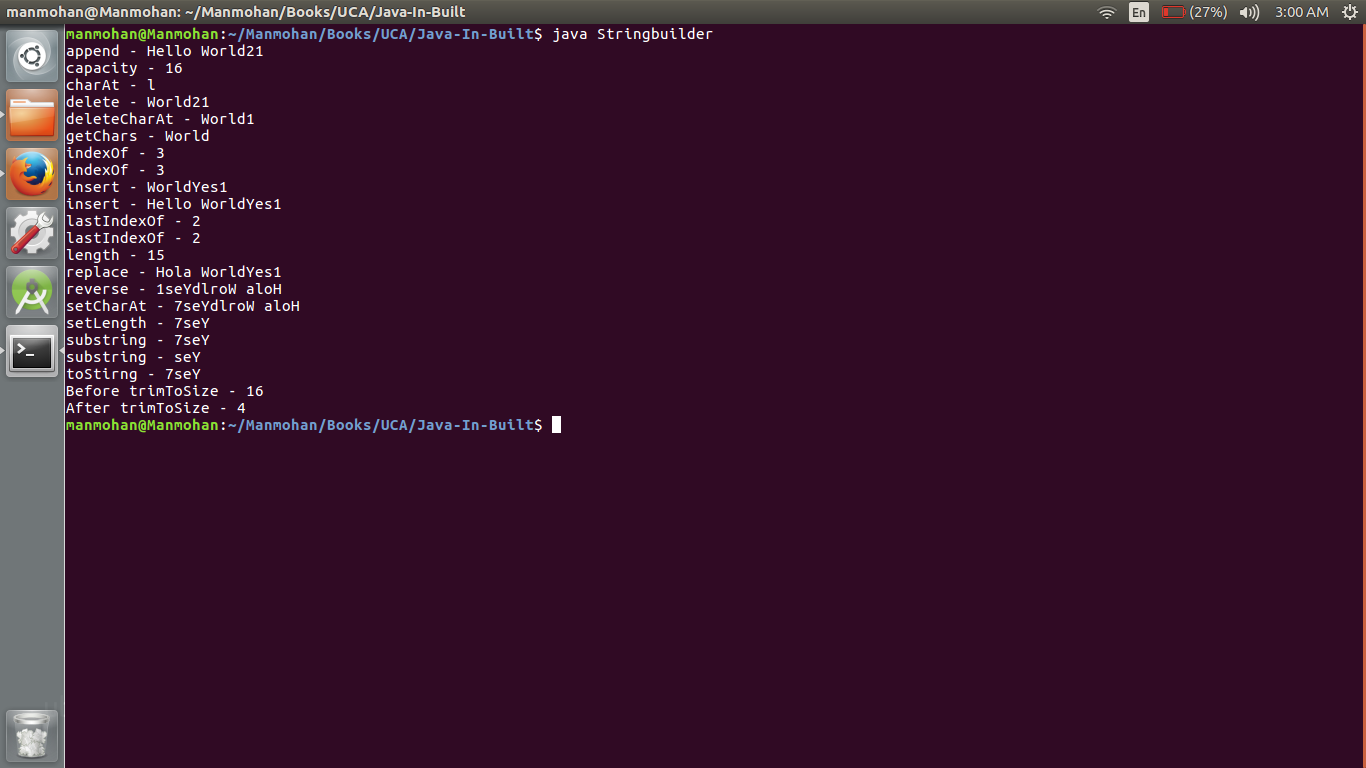 manmohan@Manmohan: ~/Manmohan/Books/UCA/Java-In-Built
En
(27%)
3:00 AM
manmohan@Manmohan:~/Manmohan/Books/UCA/Java-In-Built$ java Stringbuilder
append - Hello World21
capacity - 16
charAt - l
delete - World21
deleteCharAt - World1
getChars - World
indexOf - 3
indexOf - 3
insert - WorldYes1
insert - Hello WorldYes1
lastIndexOf - 2
lastIndexOf - 2
length - 15
replace - Hola WorldYes1
reverse - 1seYdlroW aloH
setCharAt - 7seYdlroW aloH
setLength - 7seY
substring - 7seY
substring - seY
toStirng - 7seY
Before trimToSize - 16
After trimToSize - 4
manmohan@Manmohan:~/Manmohan/Books/UCA/Java-In-Built$